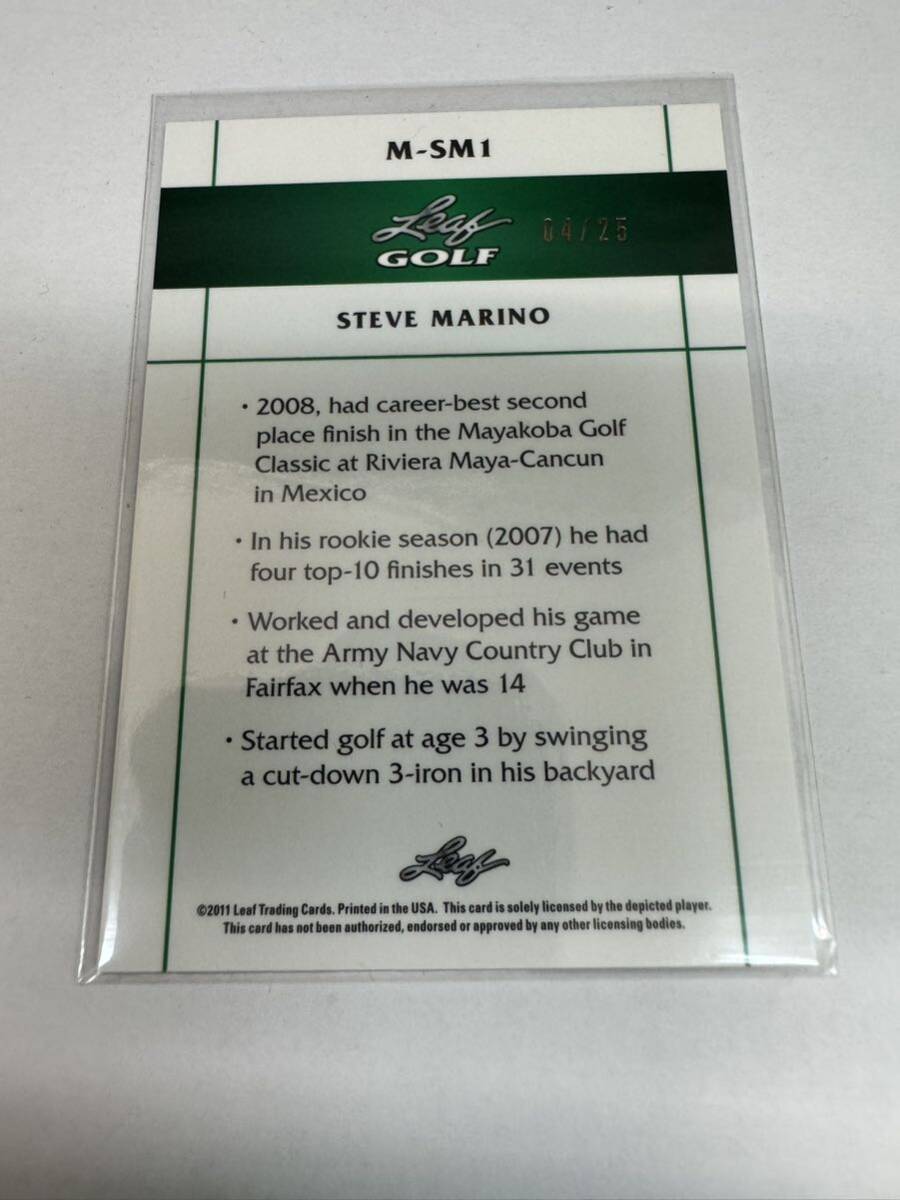 M-SM1
Leaf
GOLF
04/25
STEVE MARINO
• 2008, had career-best second
place finish in the Mayakoba Golf
Classic at Riviera Maya-Cancun
in Mexico
• In his rookie season (2007) he had
four top-10 finishes in 31 events
• Worked and developed his game
at the Army Navy Country Club in
Fairfax when he was 14
• Started golf at age 3 by swinging
a cut-down 3-iron in his backyard
Leaf
©2011 Leaf Trading Cards. Printed in the USA. This card is solely licensed by the depicted player.
This card has not been authorized, endorsed or approved by any other licensing bodies.